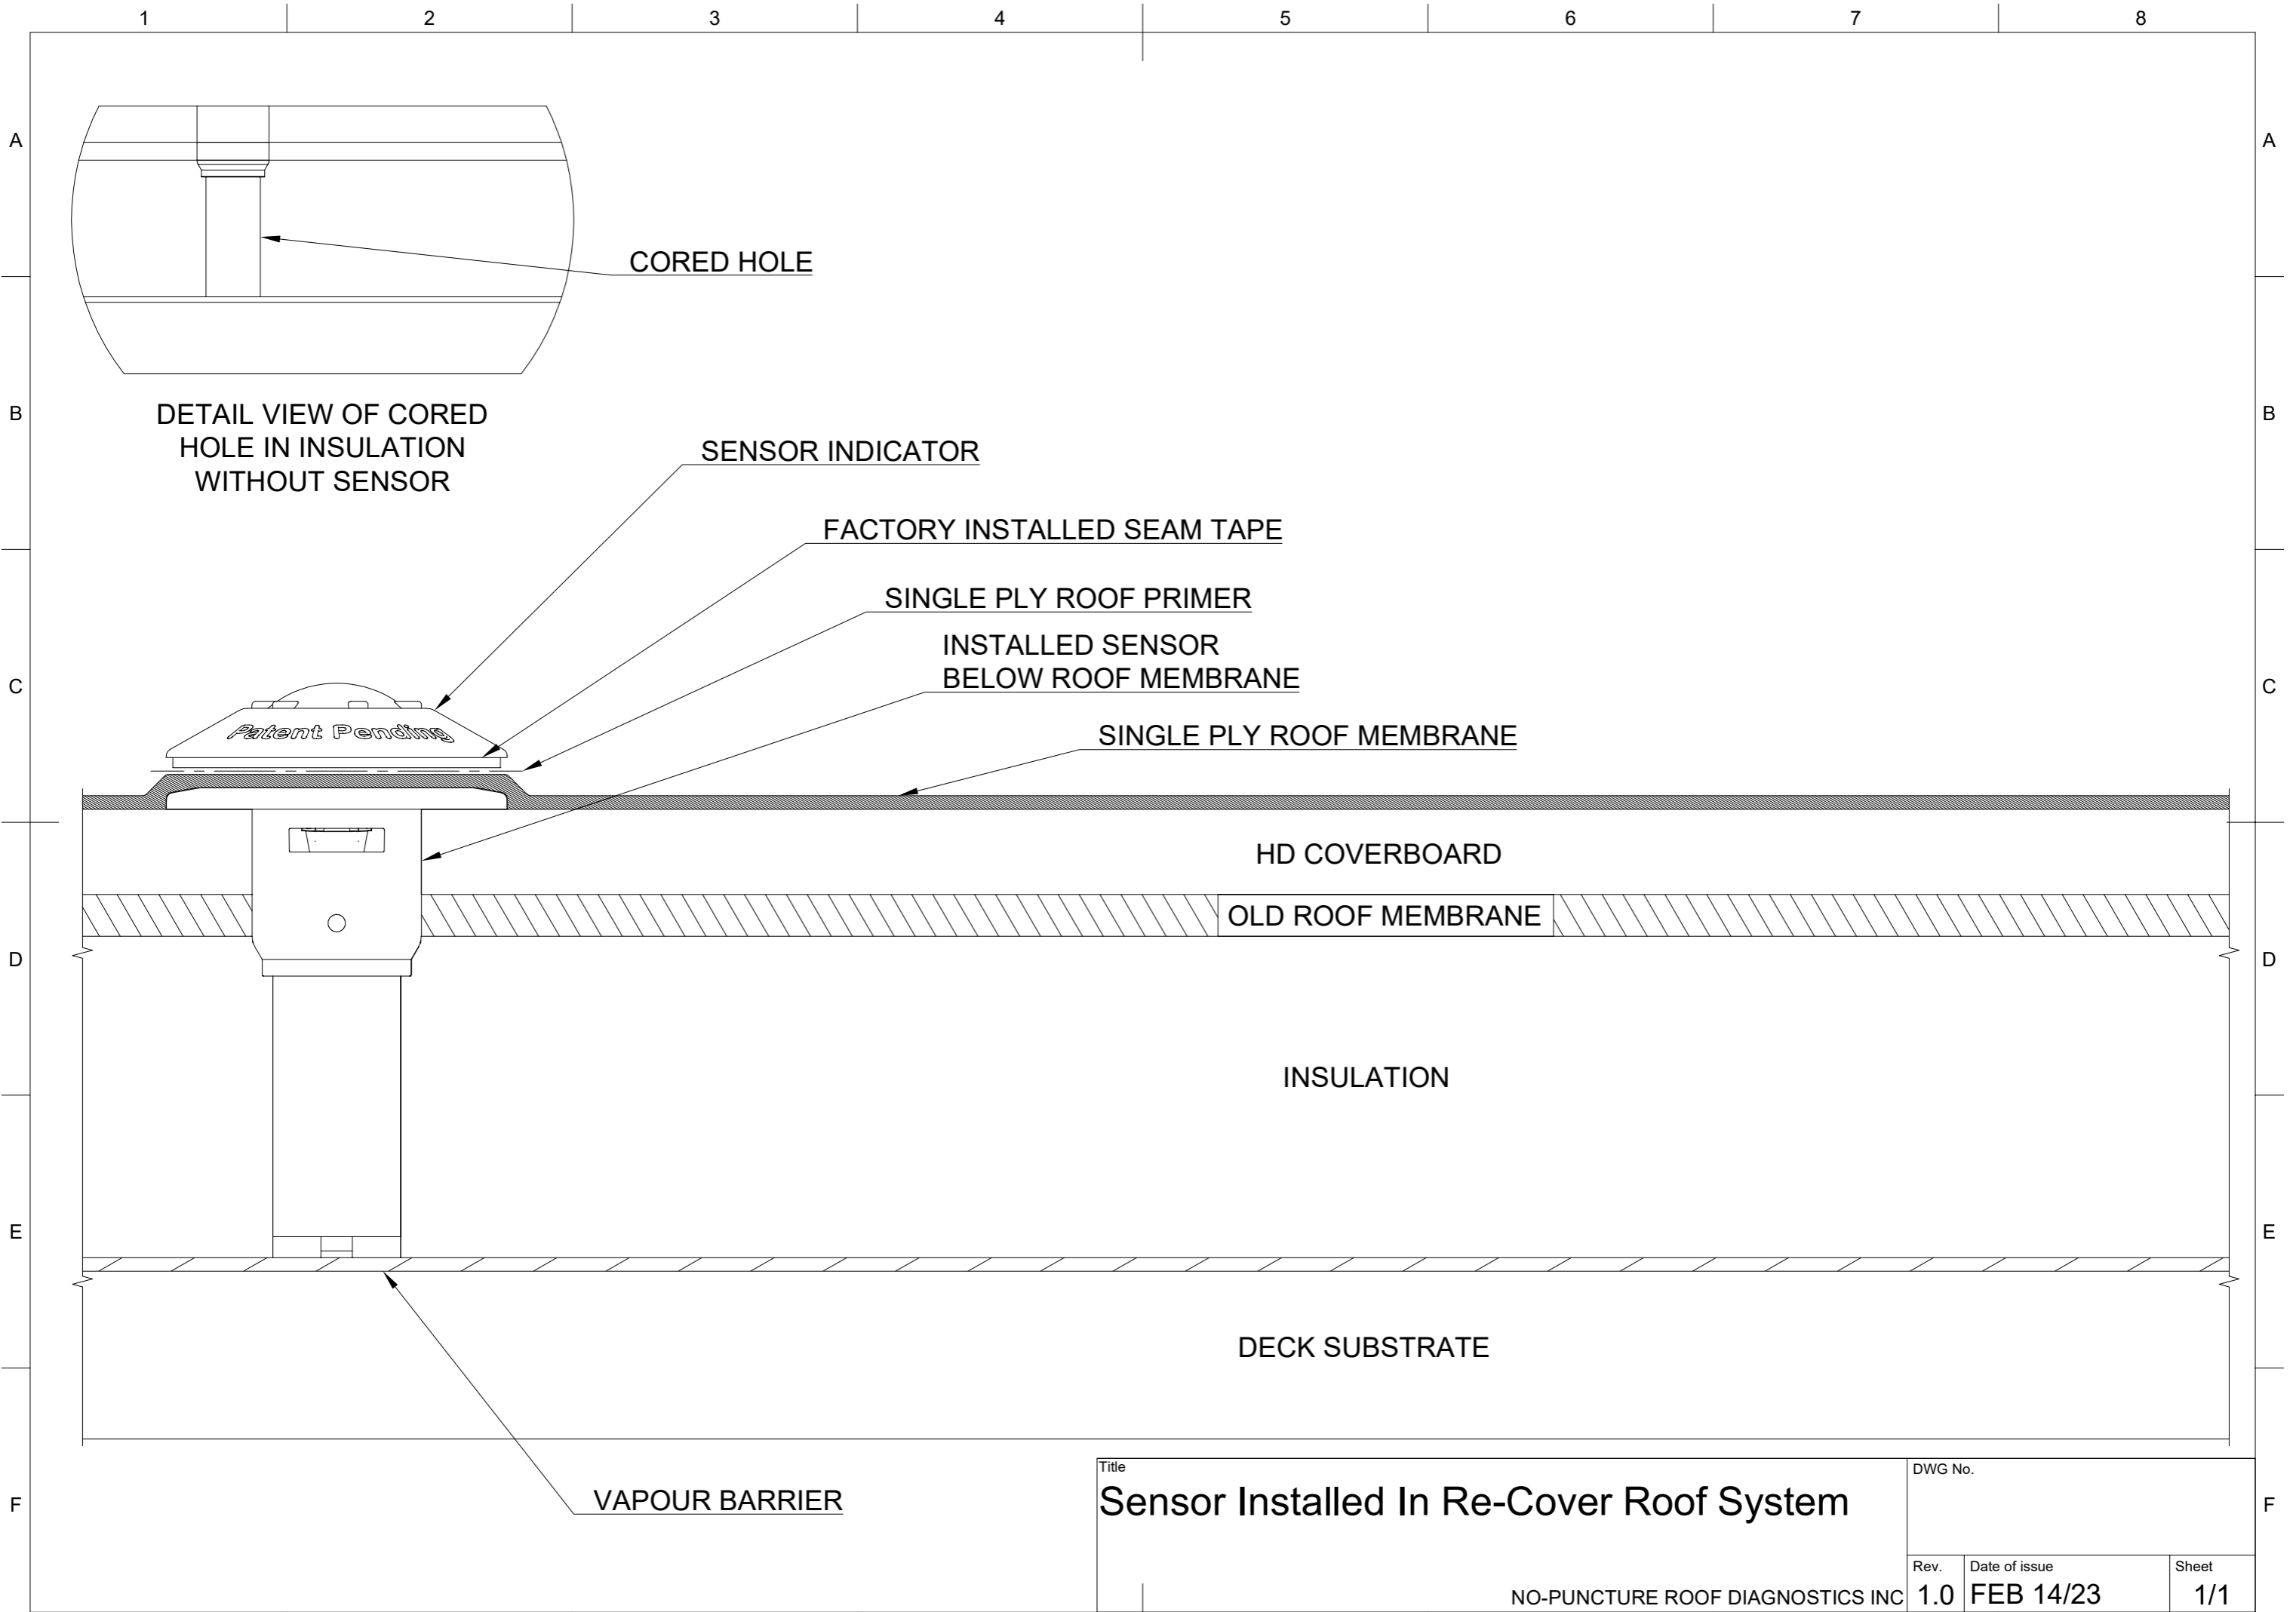 1 2 3 4 5 6 7 8
A A
CORED HOLE
B B
DETAIL VIEW OF CORED
HOLE IN INSULATION
WITHOUT SENSOR
SENSOR INDICATOR
FACTORY INSTALLED SEAM TAPE
SINGLE PLY ROOF PRIMER
INSTALLED SENSOR
BELOW ROOF MEMBRANE
C C
Patent Pending
SINGLE PLY ROOF MEMBRANE
HD COVERBOARD
OLD ROOF MEMBRANE
D D
INSULATION
E E
DECK SUBSTRATE
VAPOUR BARRIER
F F
Title
Sensor Installed In Re-Cover Roof System
NO-PUNCTURE ROOF DIAGNOSTICS INC
DWG No.
Rev.
1.0
Date of issue
FEB 14/23
Sheet
1/1